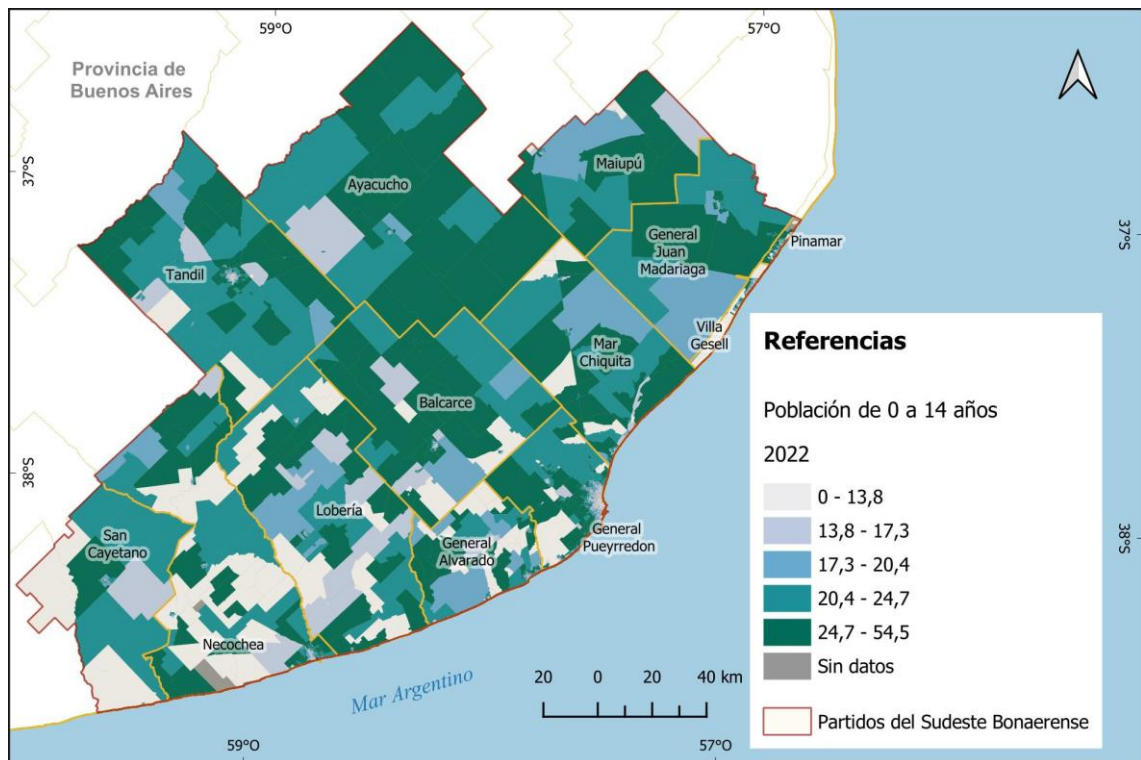 59°O
57°O
Provincia de
Buenos Aires
37°S
Maiupú
Ayacucho
General
Juan
Madariaga
Pinamar
37°S
Tandil
Villa
Gesell
Mar
Chiquita
Balcarce
38°S
Lobería
San
Cayetano
General
Alvarado
General
Pueyrredon
38°S
Necochea
Mar Argentino
20 0 20 40 km
59°O
57°O
Referencias
Población de 0 a 14 años
2022
0 - 13,8
13,8 - 17,3
17,3 - 20,4
20,4 - 24,7
24,7 - 54,5
Sin datos
Partidos del Sudeste Bonaerense